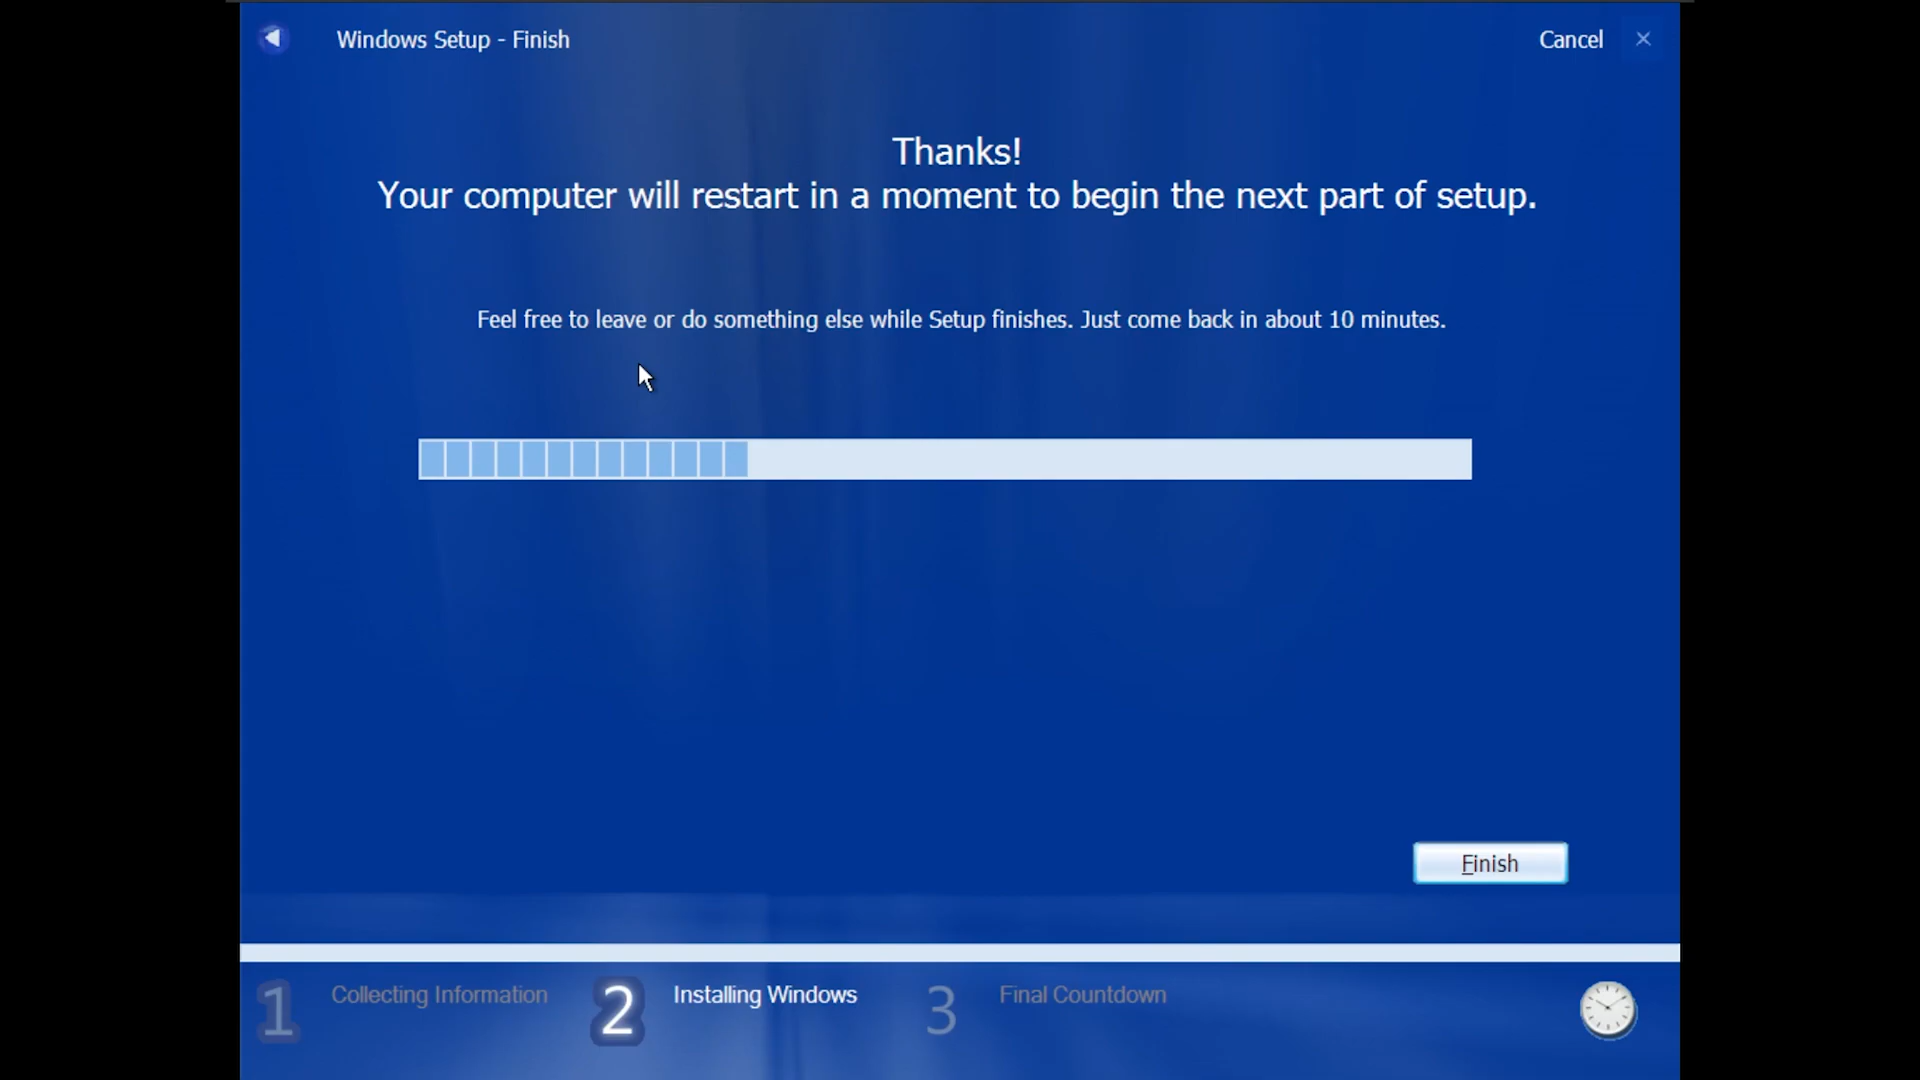 Windows Setup - Finish
Cancel
Thanks!
Your computer will restart in a moment to begin the next part of setup.
Feel free to leave or do something else while Setup finishes. Just come back in about 10 minutes.
Finish
1 Collecting Information
2 Installing Windows
3 Final Countdown